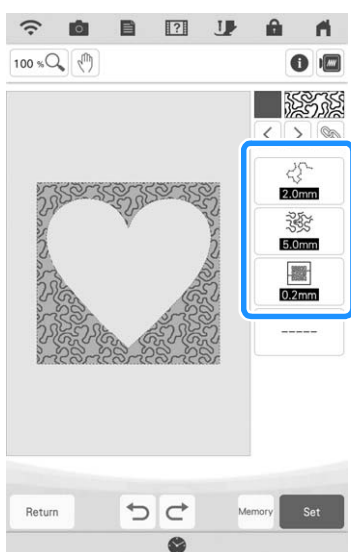 100 %
2.0mm
5.0mm
0.2mm
-----
Return
Memory
Set